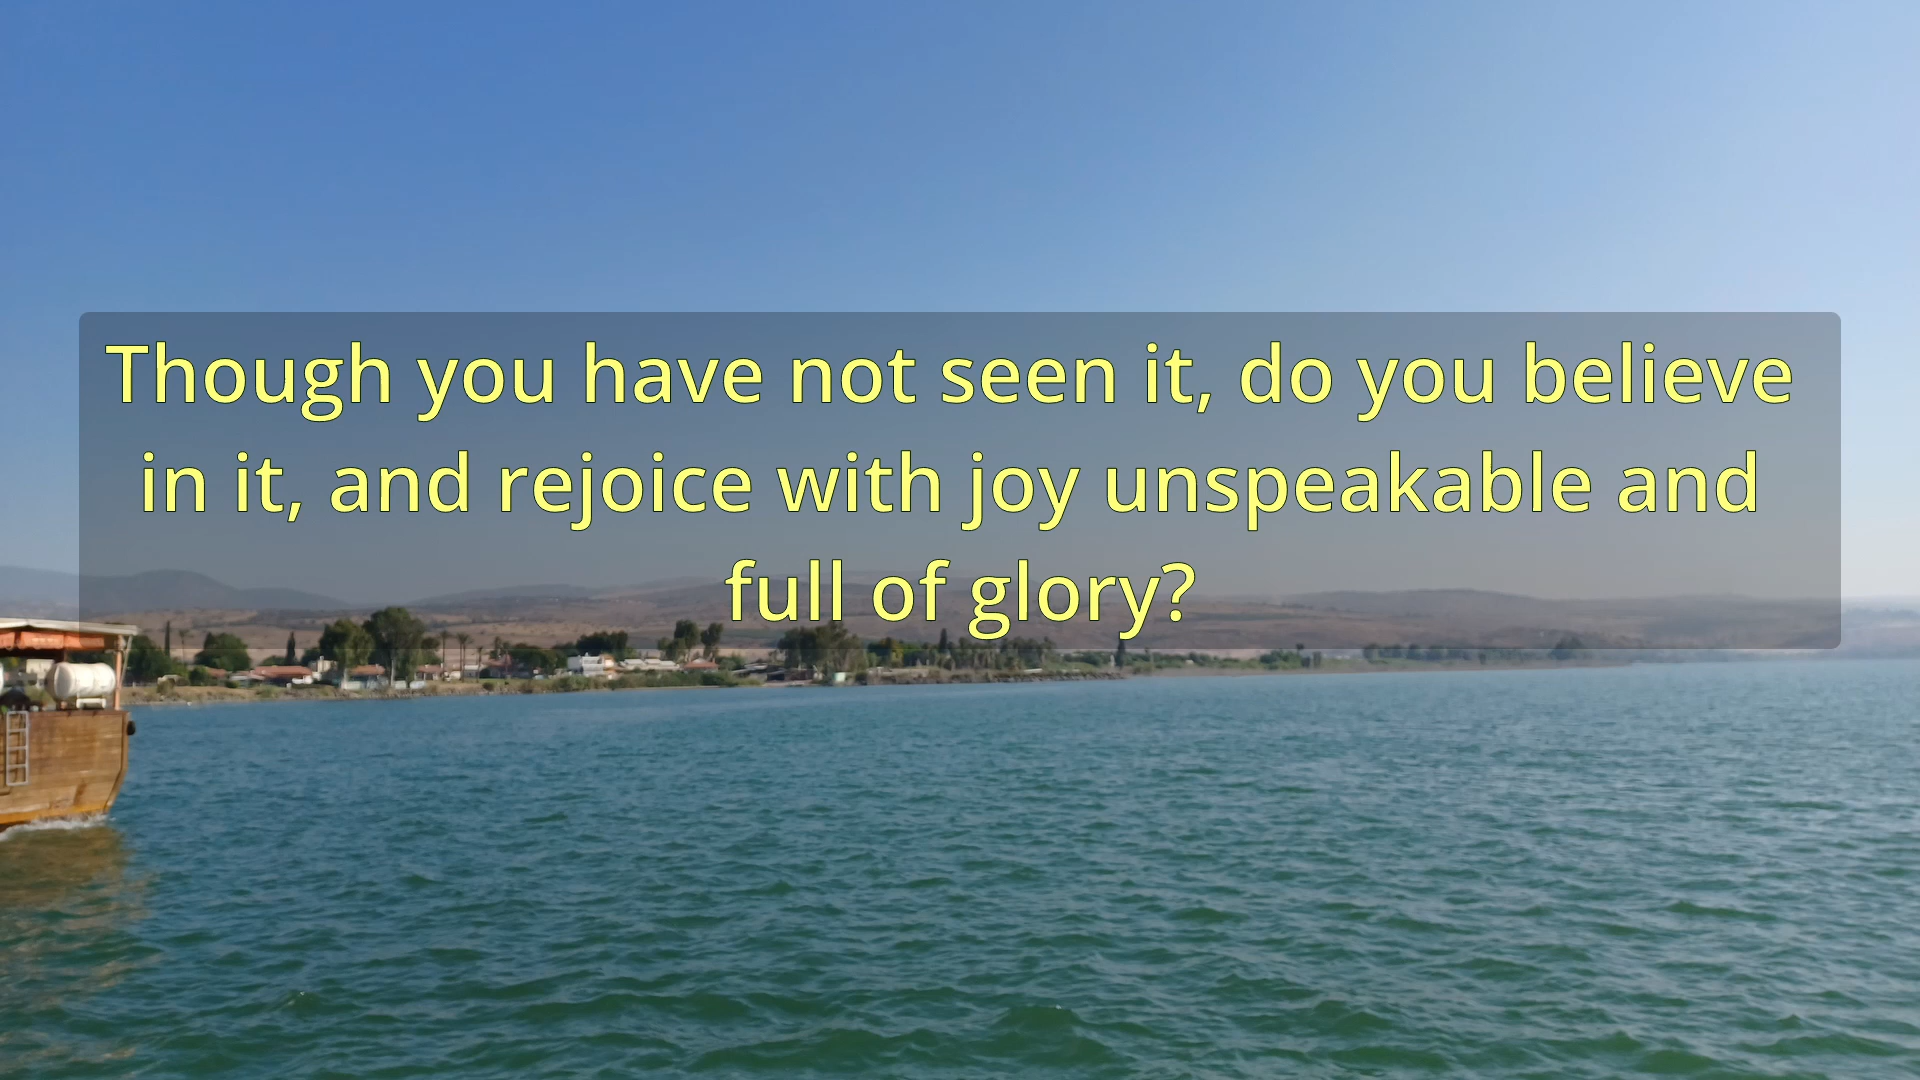 Though you have not seen it, do you believe
in it, and rejoice with joy unspeakable and
full of glory?